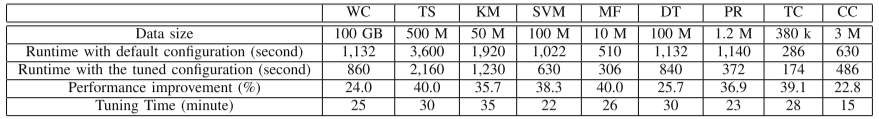 WC TS KM SVM MF DT PR TC CC
Data size 100 GB 500 M 50 M 100 M 10 M 100 M 1.2 M 380 k 3 M
Runtime with default configuration (second) 1,132 3,600 1,920 1,022 510 1,132 1,140 286 630
Runtime with the tuned configuration (second) 860 2,160 1,230 630 306 840 372 174 486
Performance improvement (%) 24.0 40.0 35.7 38.3 40.0 25.7 36.9 39.1 22.8
Tuning Time (minute) 25 30 35 22 26 30 23 28 15